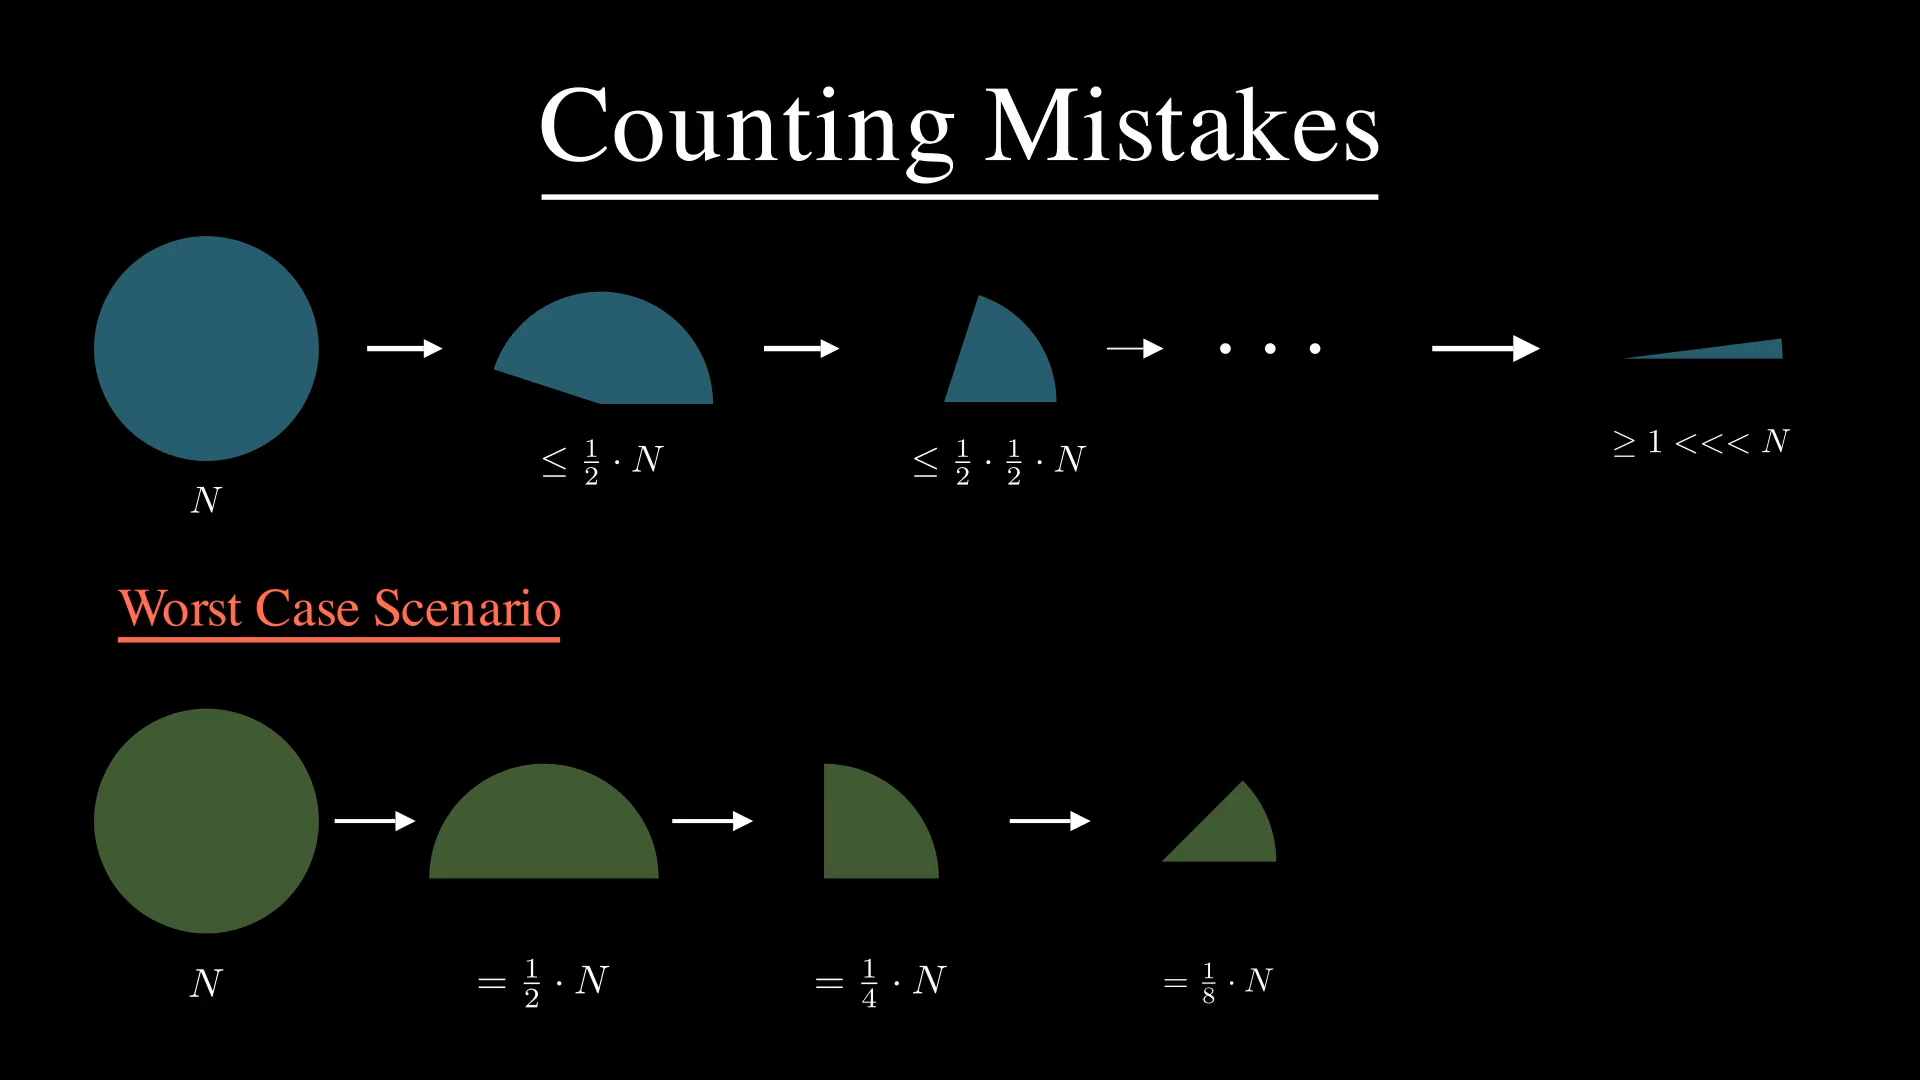 Counting Mistakes
N
≤ 1/2 · N
≤ 1/2 · 1/2 · N
· · ·
≥ 1 <<< N
Worst Case Scenario
N
= 1/2 · N
= 1/4 · N
= 1/8 · N